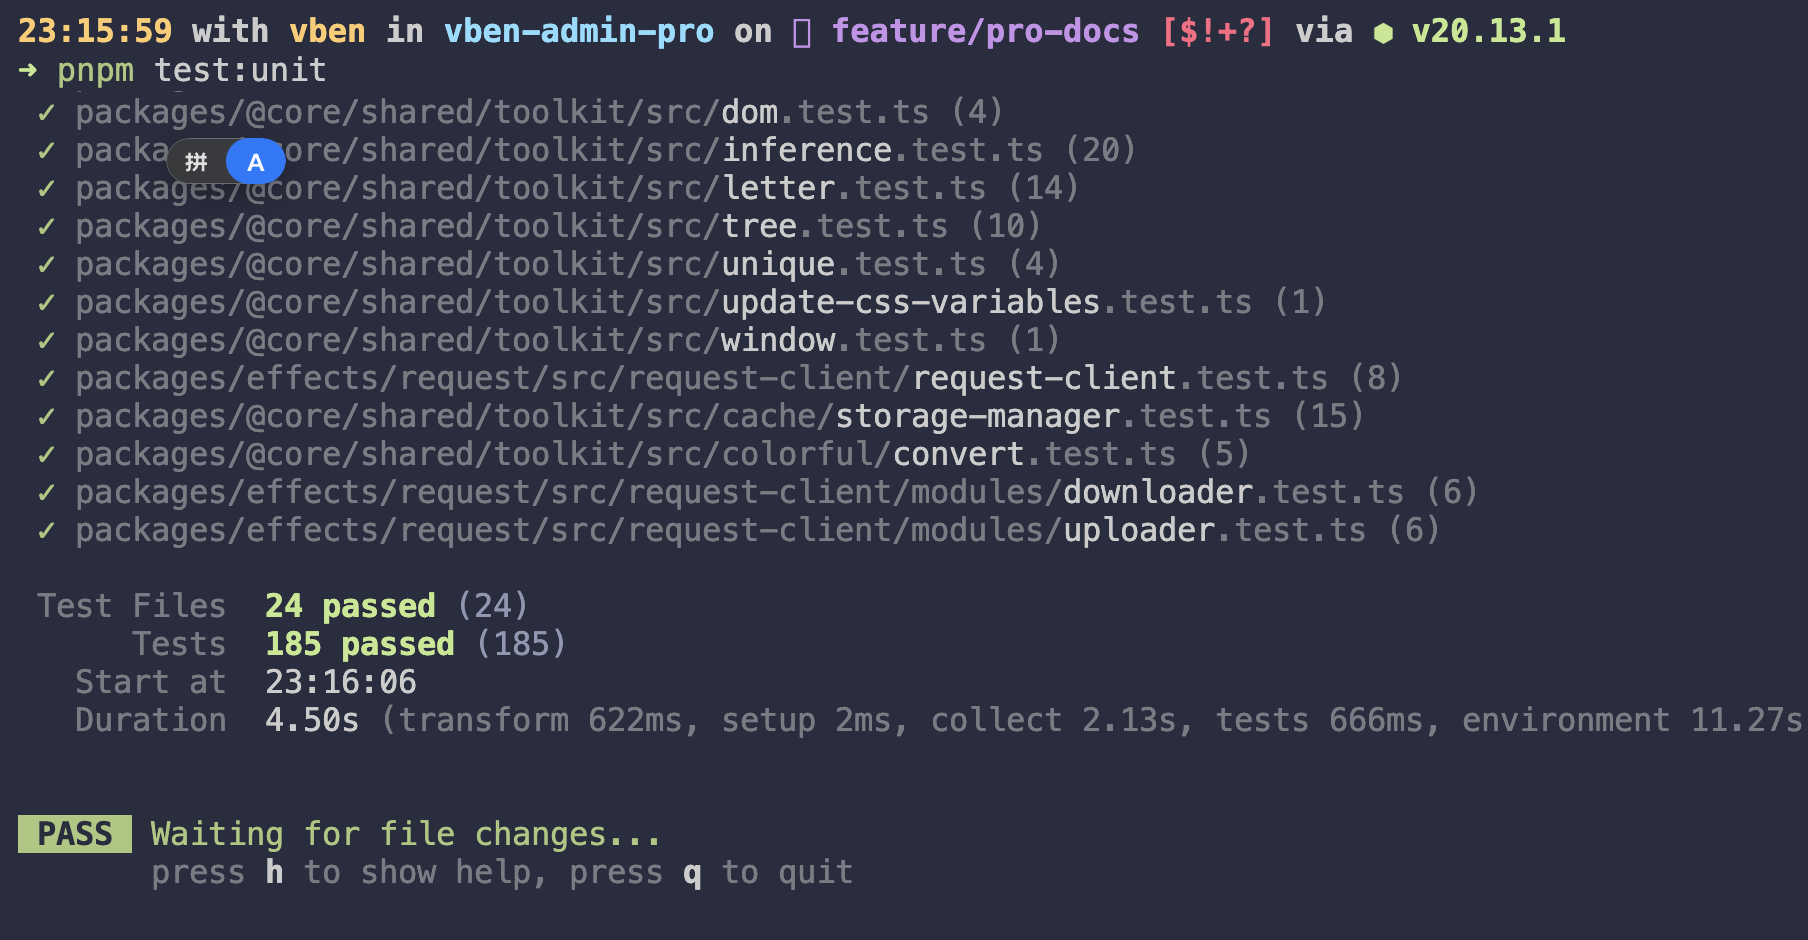 23:15:59 with vben in vben-admin-pro on feature/pro-docs [$!+?] via ⬢ v20.13.1
➜ pnpm test:unit
✓ packages/@core/shared/toolkit/src/dom.test.ts (4)
✓ packa ore/shared/toolkit/src/inference.test.ts (20)
拼 A
✓ packages/@core/shared/toolkit/src/letter.test.ts (14)
✓ packages/@core/shared/toolkit/src/tree.test.ts (10)
✓ packages/@core/shared/toolkit/src/unique.test.ts (4)
✓ packages/@core/shared/toolkit/src/update-css-variables.test.ts (1)
✓ packages/@core/shared/toolkit/src/window.test.ts (1)
✓ packages/effects/request/src/request-client/request-client.test.ts (8)
✓ packages/@core/shared/toolkit/src/cache/storage-manager.test.ts (15)
✓ packages/@core/shared/toolkit/src/colorful/convert.test.ts (5)
✓ packages/effects/request/src/request-client/modules/downloader.test.ts (6)
✓ packages/effects/request/src/request-client/modules/uploader.test.ts (6)
Test Files 24 passed (24)
Tests 185 passed (185)
Start at 23:16:06
Duration 4.50s (transform 622ms, setup 2ms, collect 2.13s, tests 666ms, environment 11.27s
PASS Waiting for file changes...
press h to show help, press q to quit